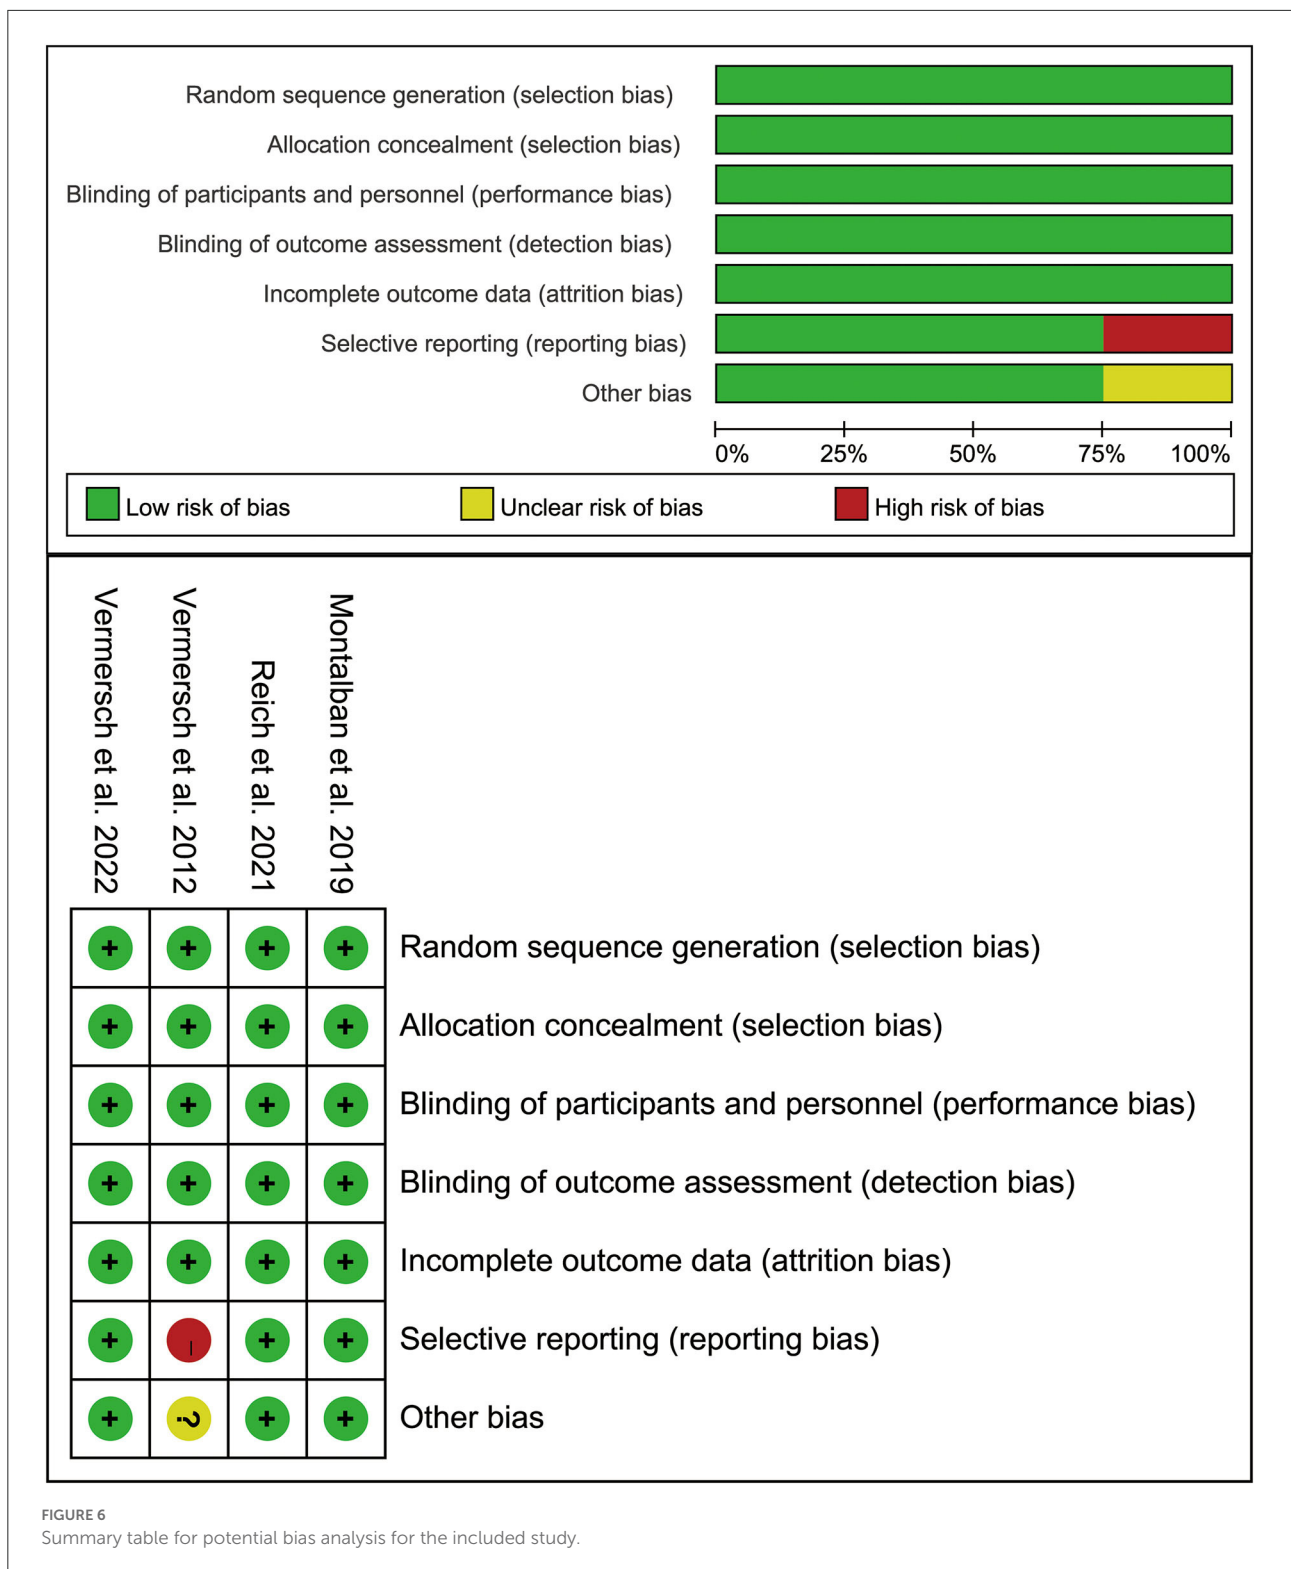 Random sequence generation (selection bias)
Allocation concealment (selection bias)
Blinding of participants and personnel (performance bias)
Blinding of outcome assessment (detection bias)
Incomplete outcome data (attrition bias)
Selective reporting (reporting bias)
Other bias
0% 25% 50% 75% 100%
Low risk of bias Unclear risk of bias High risk of bias
Vermersch et al. 2022
Vermersch et al. 2012
Reich et al. 2021
Montalban et al. 2019
+ + + + Random sequence generation (selection bias)
+ + + + Allocation concealment (selection bias)
+ + + + Blinding of participants and personnel (performance bias)
+ + + + Blinding of outcome assessment (detection bias)
+ + + + Incomplete outcome data (attrition bias)
+ – + + Selective reporting (reporting bias)
+ ? + + Other bias
FIGURE 6
Summary table for potential bias analysis for the included study.